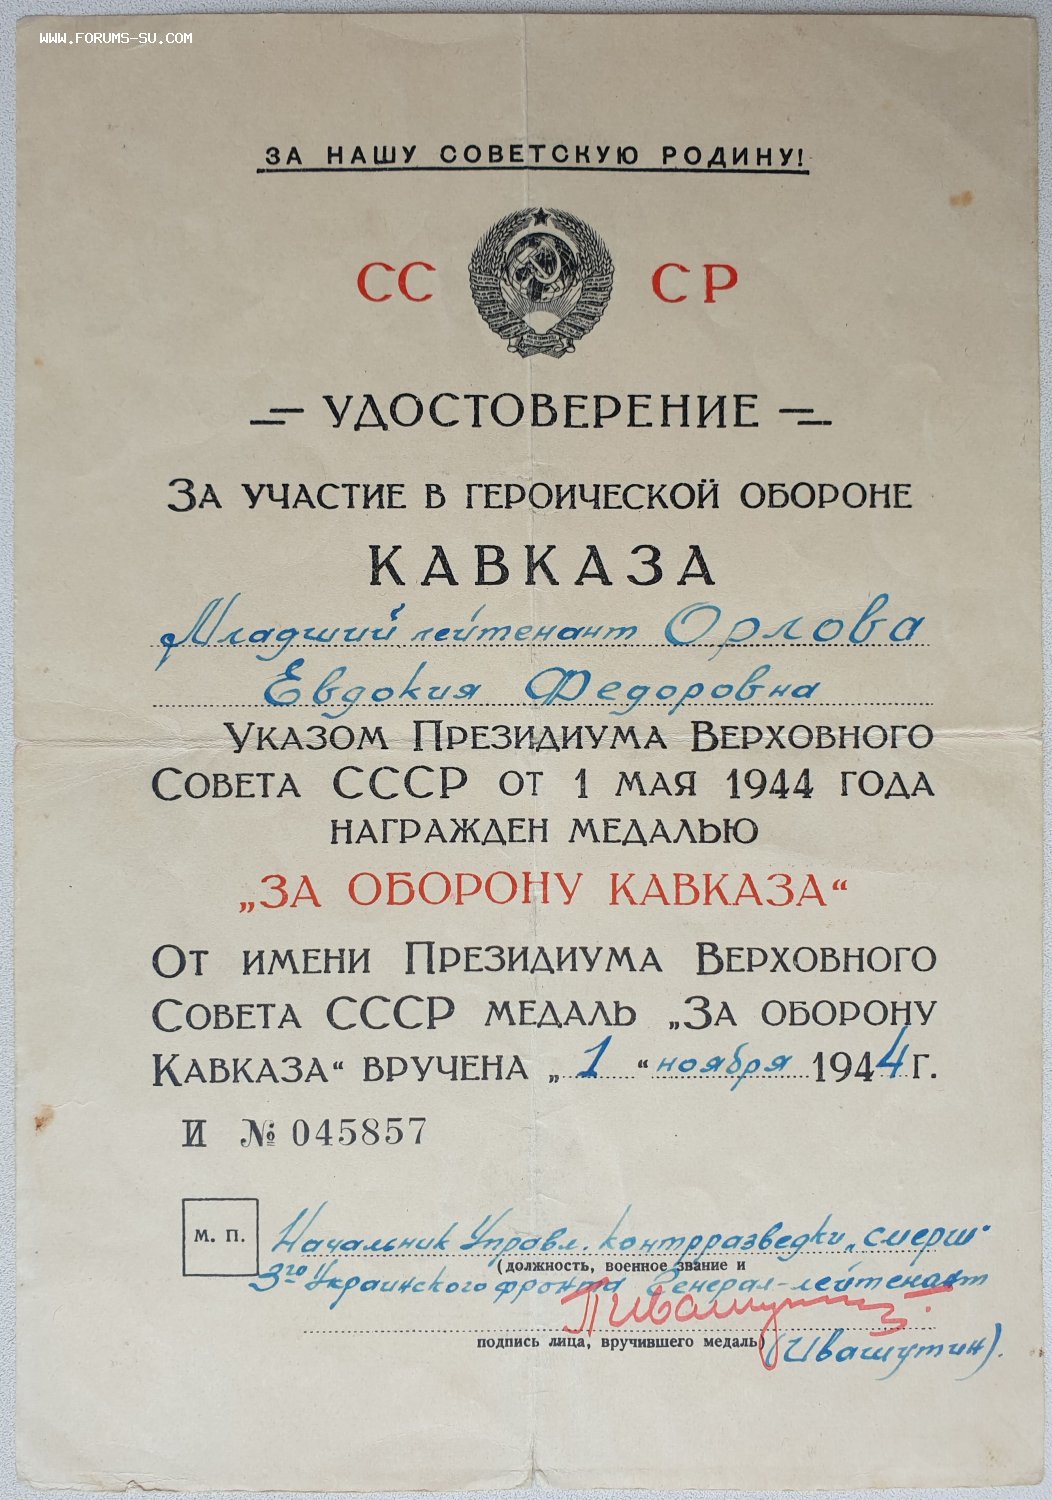 WWW.FORUMS-SU.COM
ЗА НАШУ СОВЕТСКУЮ РОДИНУ!
СС СР
УДОСТОВЕРЕНИЕ
ЗА УЧАСТИЕ В ГЕРОИЧЕСКОЙ ОБОРОНЕ
КАВКАЗА
Младший лейтенант Орлова
Евдокия Федоровна
УКАЗОМ ПРЕЗИДИУМА ВЕРХОВНОГО
СОВЕТА СССР ОТ 1 МАЯ 1944 ГОДА
НАГРАЖДЕН МЕДАЛЬЮ
„ЗА ОБОРОНУ КАВКАЗА“
ОТ ИМЕНИ ПРЕЗИДИУМА ВЕРХОВНОГО
СОВЕТА СССР МЕДАЛЬ „ЗА ОБОРОНУ
КАВКАЗА“ ВРУЧЕНА „1“ ноября 1944 Г.
И № 045857
М. П.
Начальник Управл. контрразведки „Смерш"
(должность, военное звание и
3го Украинского фронта Генерал-лейтенант
ПИвашутин
подпись лица, вручившего медаль)
(Ивашутин).